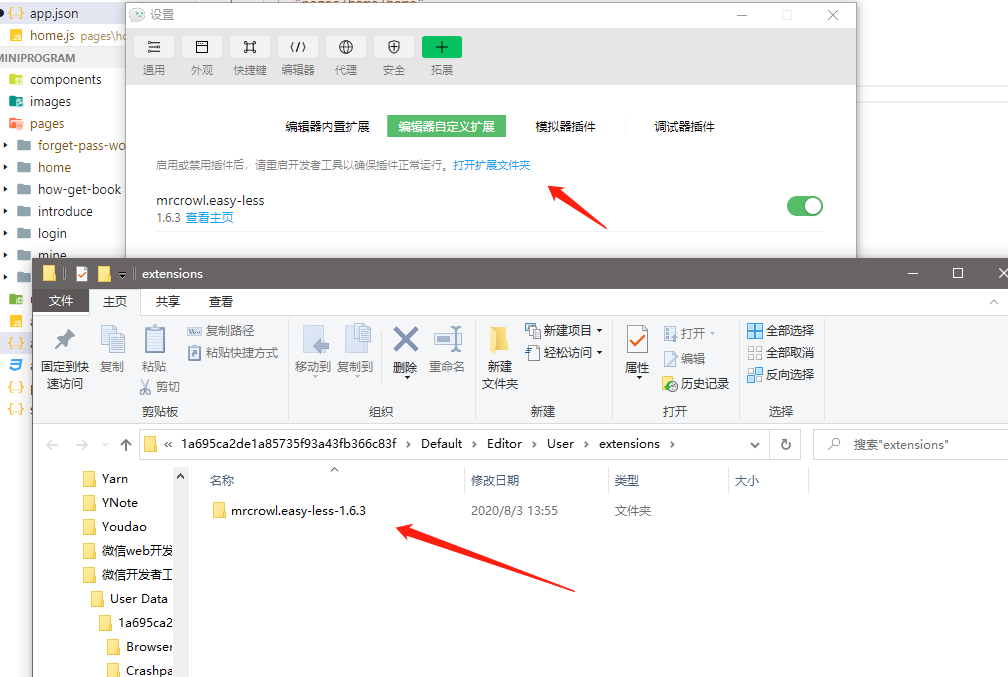 app.json
home.js pages\ho
MINIPROGRAM
components
images
pages
forget-pass-wo
home
how-get-book
introduce
login
mine
"pages/home/home"
设置
通用 外观 快捷键 编辑器 代理 安全 拓展
编辑器内置扩展 编辑器自定义扩展 模拟器插件 调试器插件
启用或禁用插件后，请重启开发者工具以确保插件正常运行。打开扩展文件夹
mrcrowl.easy-less
1.6.3 查看主页
extensions
文件 主页 共享 查看
固定到快速访问
复制
粘贴
复制路径
粘贴快捷方式
剪切
剪贴板
移动到 复制到 删除 重命名
组织
新建文件夹
新建项目
轻松访问
新建
属性
打开
编辑
历史记录
打开
全部选择
全部取消
反向选择
选择
« 1a695ca2de1a85735f93a43fb366c83f › Default › Editor › User › extensions ›
搜索"extensions"
Yarn
YNote
Youdao
微信web开发
微信开发者工
User Data
1a695ca2
Browser
Crashpa
名称 修改日期 类型 大小
mrcrowl.easy-less-1.6.3 2020/8/3 13:55 文件夹